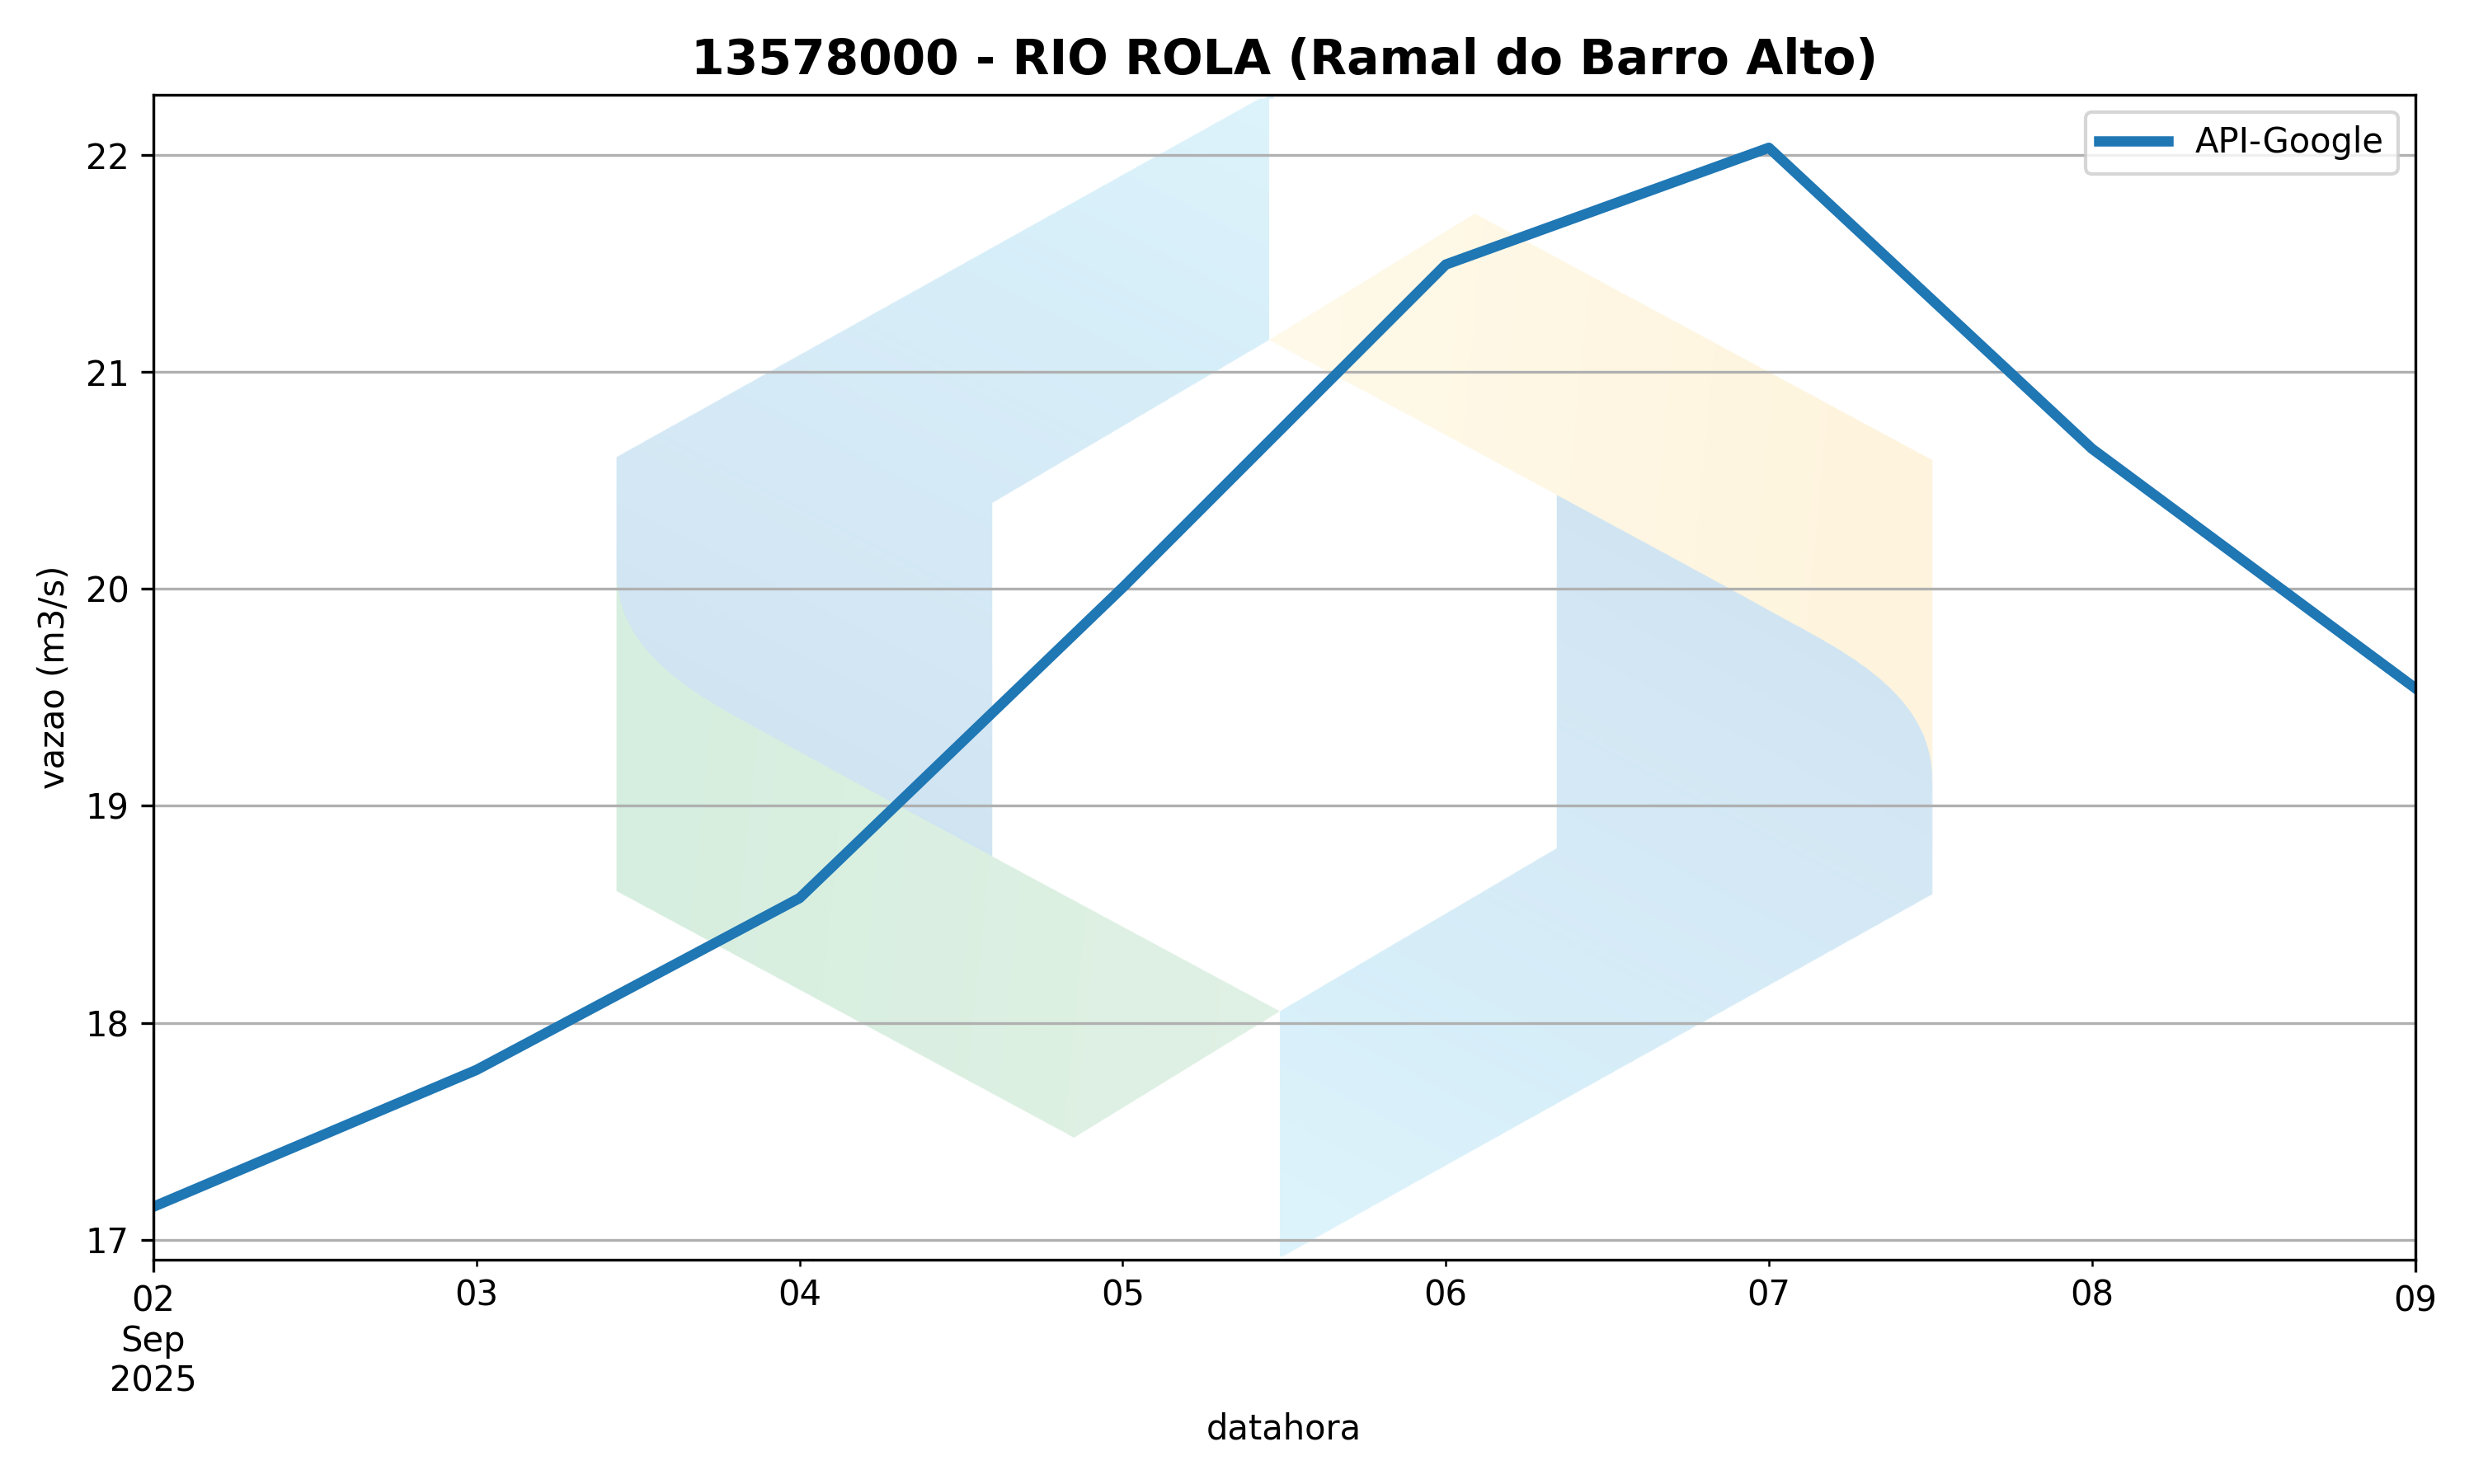 13578000 - RIO ROLA (Ramal do Barro Alto)
API-Google
22
21
20
19
18
17
vazao (m3/s)
02 03 04 05 06 07 08 09
Sep
2025
datahora